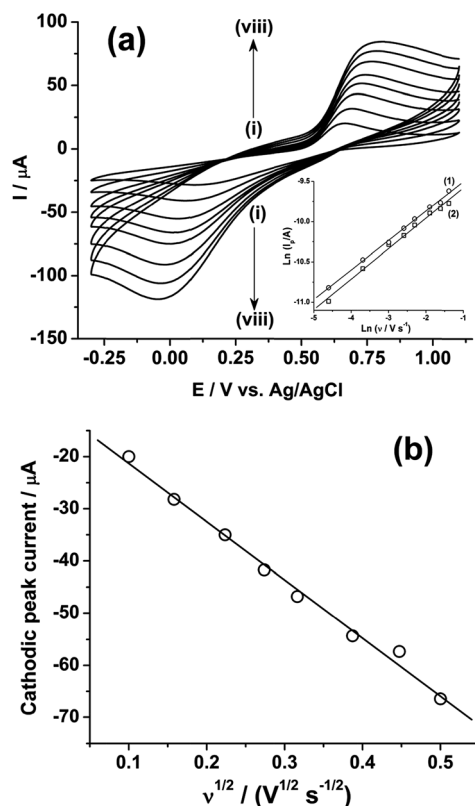 (a)
(viii)
(i)
(i)
(viii)
I / μA
100
50
0
-50
-100
-150
-0.25 0.00 0.25 0.50 0.75 1.00
E / V vs. Ag/AgCl
(1)
(2)
Ln (Ip/A)
-9.5
-10.0
-10.5
-11.0
-5 -4 -3 -2 -1
Ln (ν / V s-1)
(b)
Cathodic peak current / μA
-20
-30
-40
-50
-60
-70
0.1 0.2 0.3 0.4 0.5
ν1/2 / (V1/2 s-1/2)